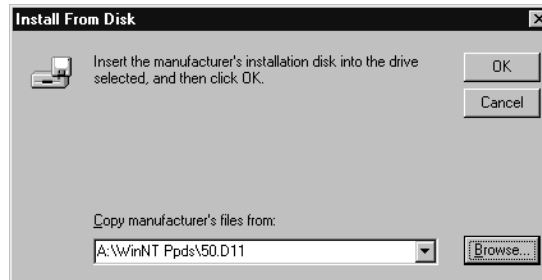 Install From Disk
Insert the manufacturer's installation disk into the drive
selected, and then click OK.
OK
Cancel
Copy manufacturer's files from:
A:\WinNT Ppds\50.D11
Browse...